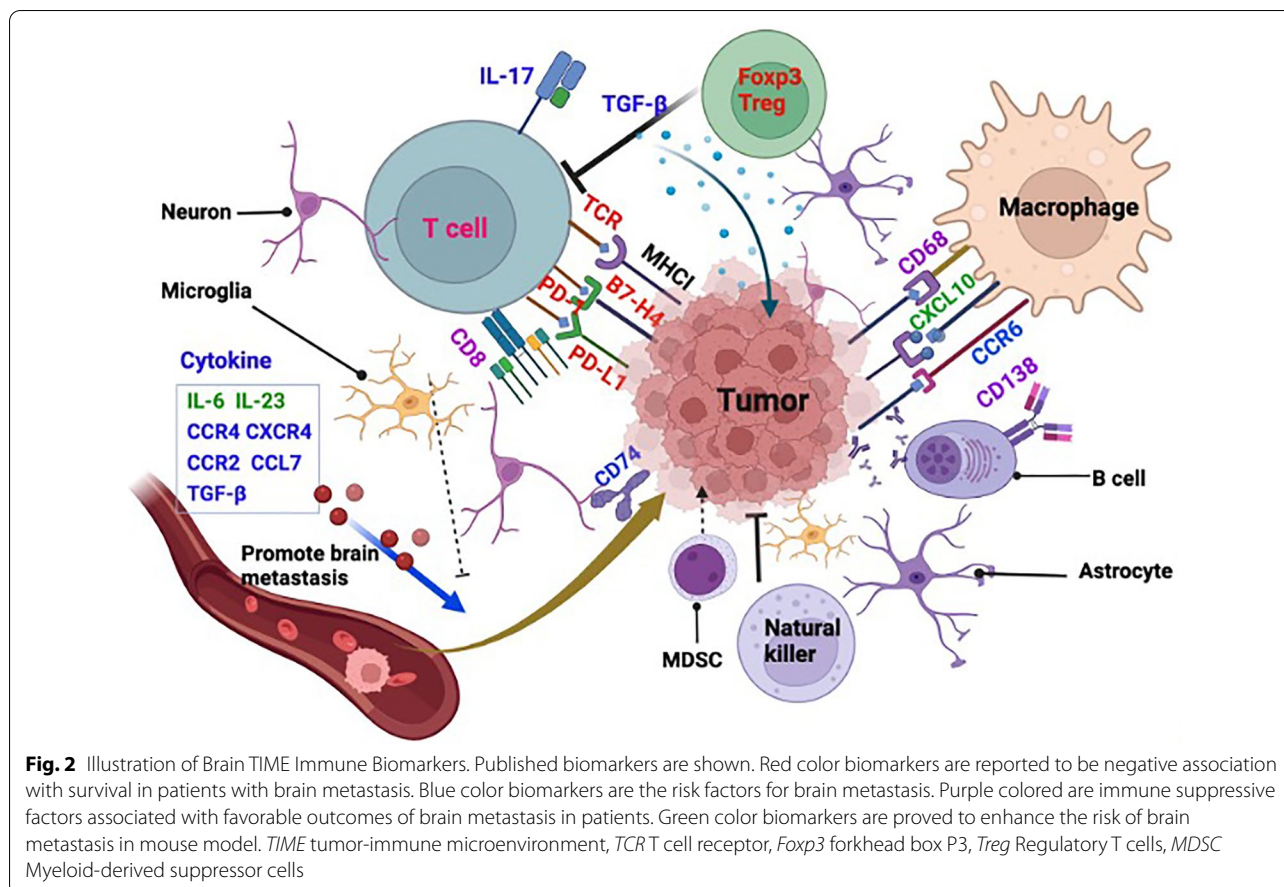 IL-17
TGF-β
Foxp3
Treg
Neuron
T cell
TCR
MHCI
Macrophage
CD68
CXCL10
CCR6
Microglia
PD-1
B7-H4
PD-L1
CD8
CD138
Tumor
Cytokine
IL-6 IL-23
CCR4 CXCR4
CCR2 CCL7
TGF-β
CD74
B cell
Promote brain
metastasis
Astrocyte
MDSC
Natural
killer
Fig. 2 Illustration of Brain TIME Immune Biomarkers. Published biomarkers are shown. Red color biomarkers are reported to be negative association
with survival in patients with brain metastasis. Blue color biomarkers are the risk factors for brain metastasis. Purple colored are immune suppressive
factors associated with favorable outcomes of brain metastasis in patients. Green color biomarkers are proved to enhance the risk of brain
metastasis in mouse model. TIME tumor-immune microenvironment, TCR T cell receptor, Foxp3 forkhead box P3, Treg Regulatory T cells, MDSC
Myeloid-derived suppressor cells